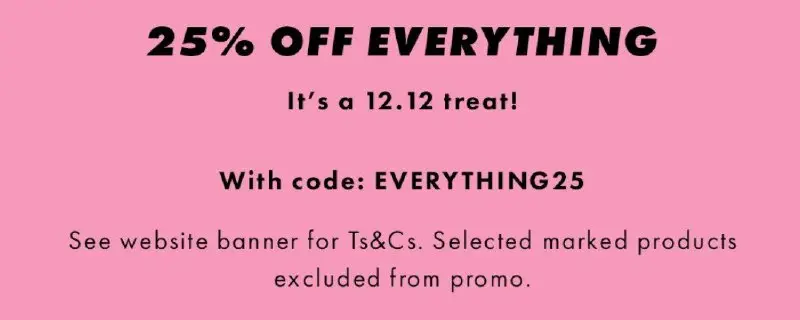 25% OFF EVERYTHING
It's a 12.12 treat!
With code: EVERYTHING25
See website banner for Ts&Cs. Selected marked products
excluded from promo.